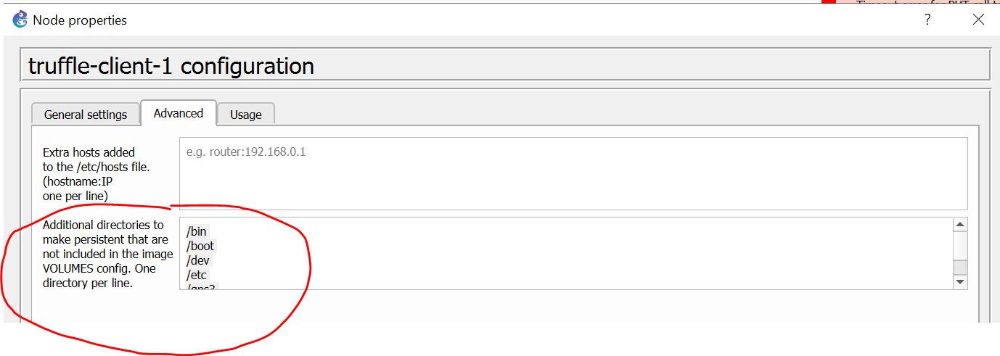 Node properties
?
truffle-client-1 configuration
General settings
Advanced
Usage
Extra hosts added
to the /etc/hosts file.
(hostname:IP
one per line)
e.g. router:192.168.0.1
Additional directories to
make persistent that are
not included in the image
VOLUMES config. One
directory per line.
/bin
/boot
/dev
/etc
/gns3